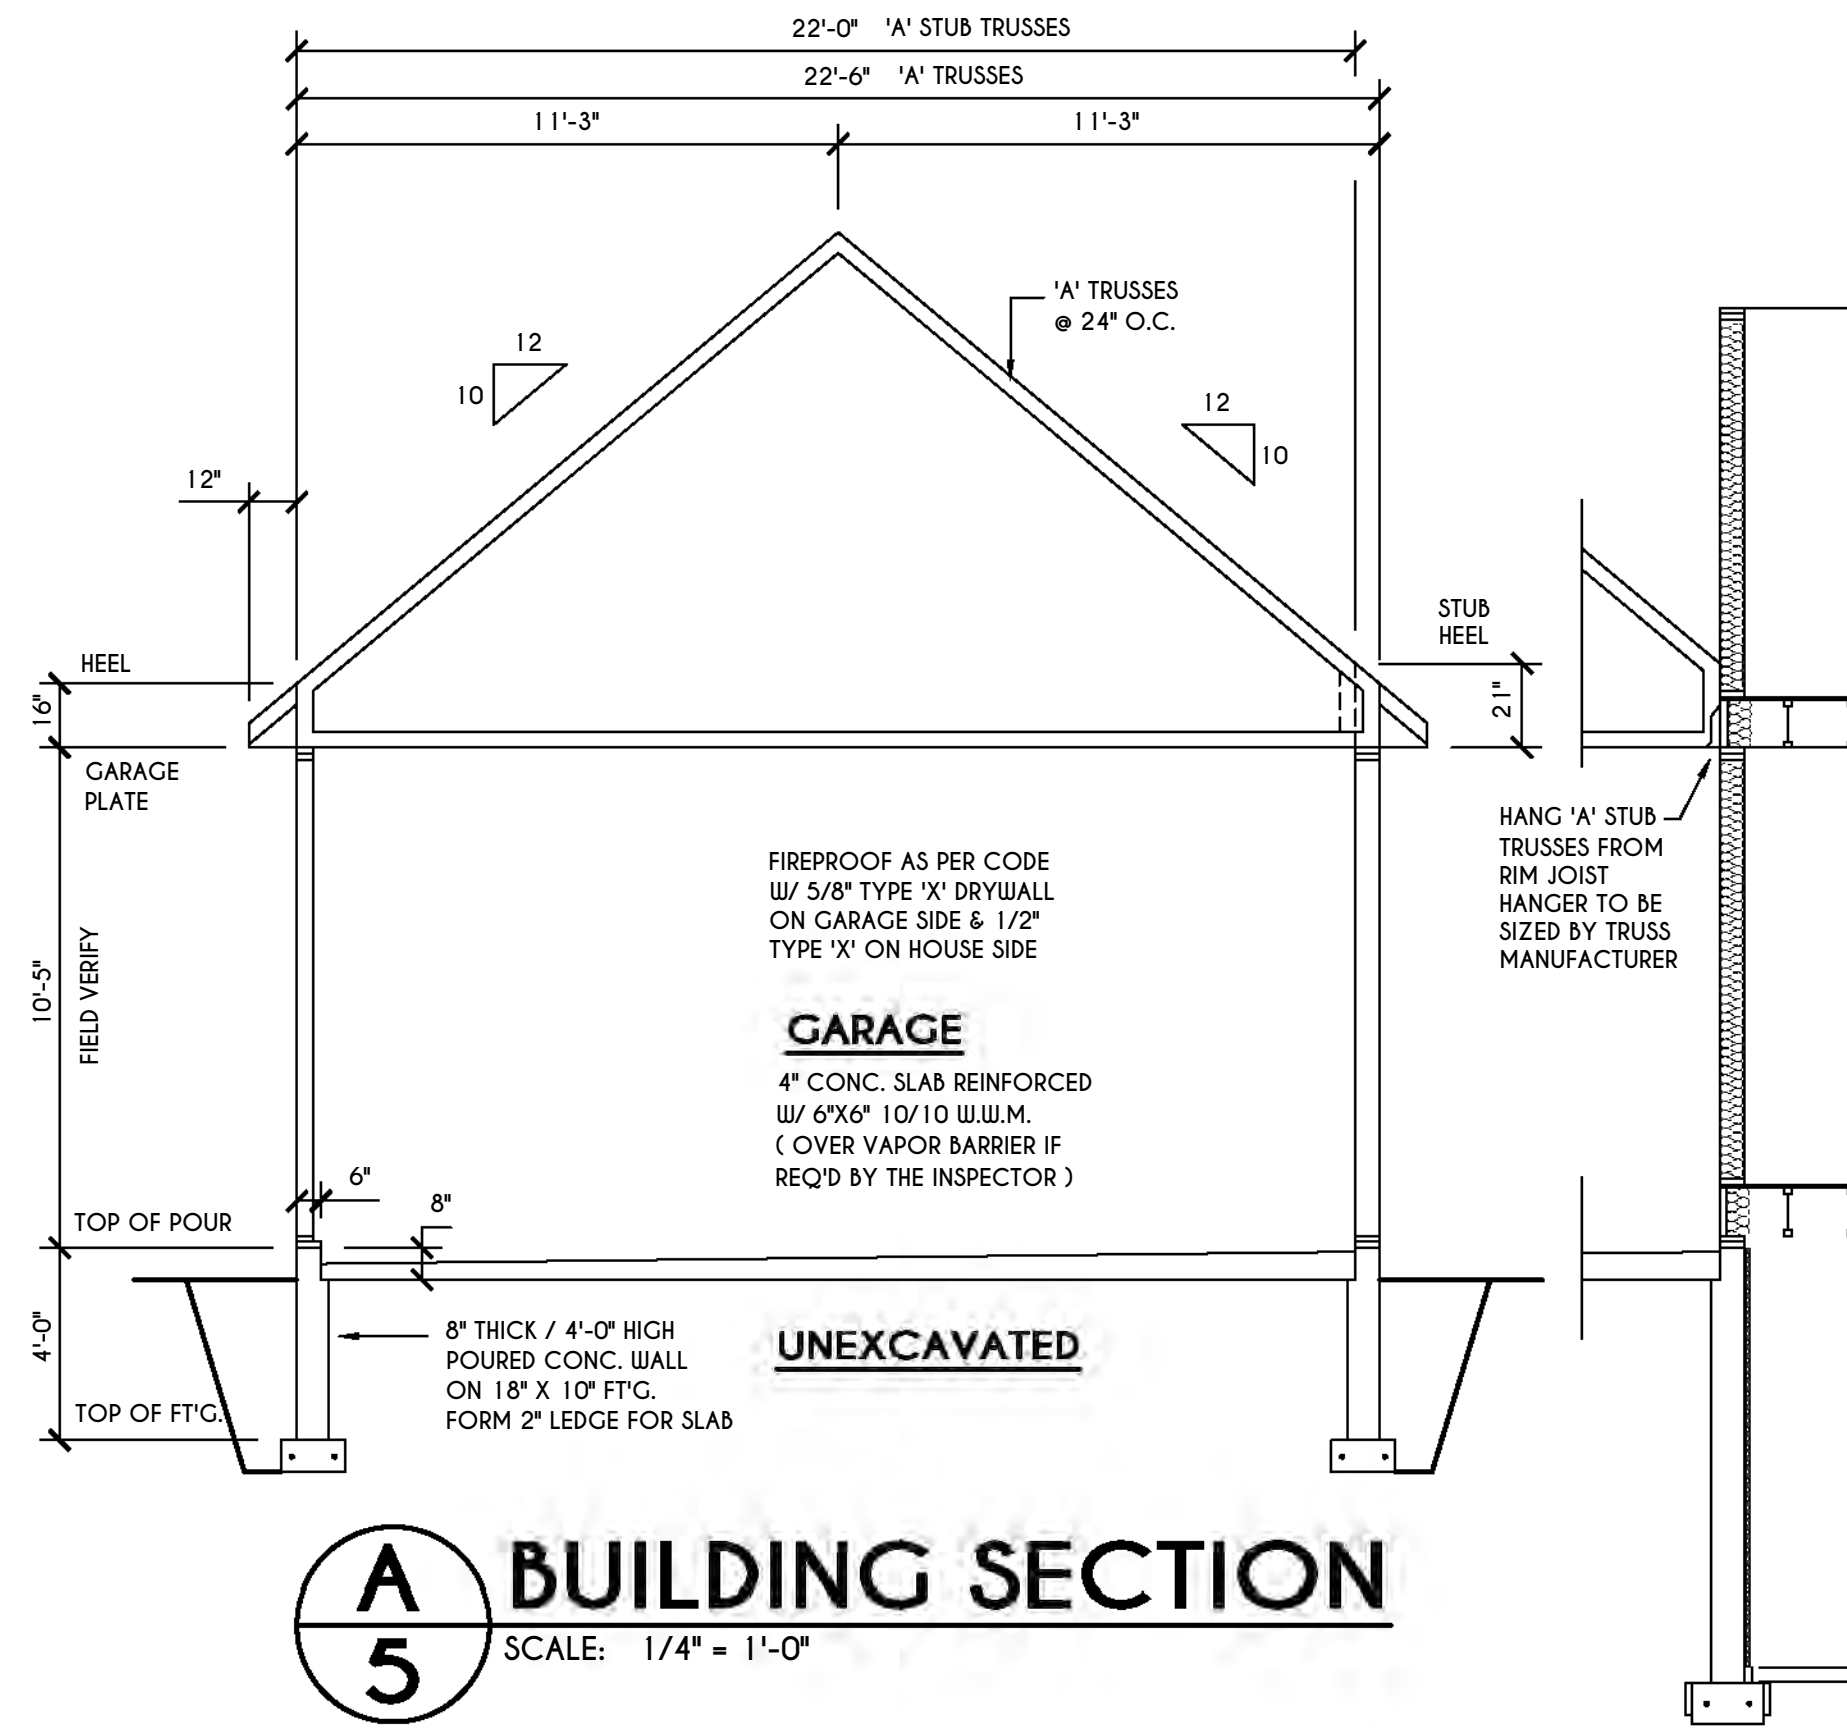 22'-0" 'A' STUB TRUSSES
22'-6" 'A' TRUSSES
11'-3"
11'-3"
'A' TRUSSES
@ 24" O.C.
12
10
12
10
12"
HEEL
16"
GARAGE
PLATE
STUB
HEEL
21"
HANG 'A' STUB
TRUSSES FROM
RIM JOIST
HANGER TO BE
SIZED BY TRUSS
MANUFACTURER
FIREPROOF AS PER CODE
W/ 5/8" TYPE 'X' DRYWALL
ON GARAGE SIDE & 1/2"
TYPE 'X' ON HOUSE SIDE
10'-5"
FIELD VERIFY
GARAGE
4" CONC. SLAB REINFORCED
W/ 6"X6" 10/10 W.W.M.
( OVER VAPOR BARRIER IF
REQ'D BY THE INSPECTOR )
6"
8"
TOP OF POUR
4'-0"
TOP OF FT'G.
8" THICK / 4'-0" HIGH
POURED CONC. WALL
ON 18" X 10" FT'G.
FORM 2" LEDGE FOR SLAB
UNEXCAVATED
A
5
BUILDING SECTION
SCALE: 1/4" = 1'-0"